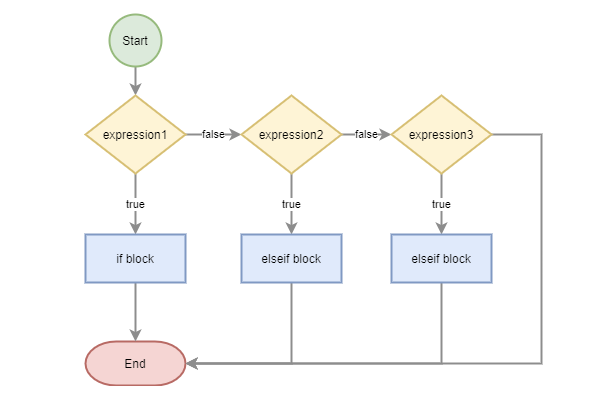 Start
expression1
false
expression2
false
expression3
true
true
true
if block
elseif block
elseif block
End